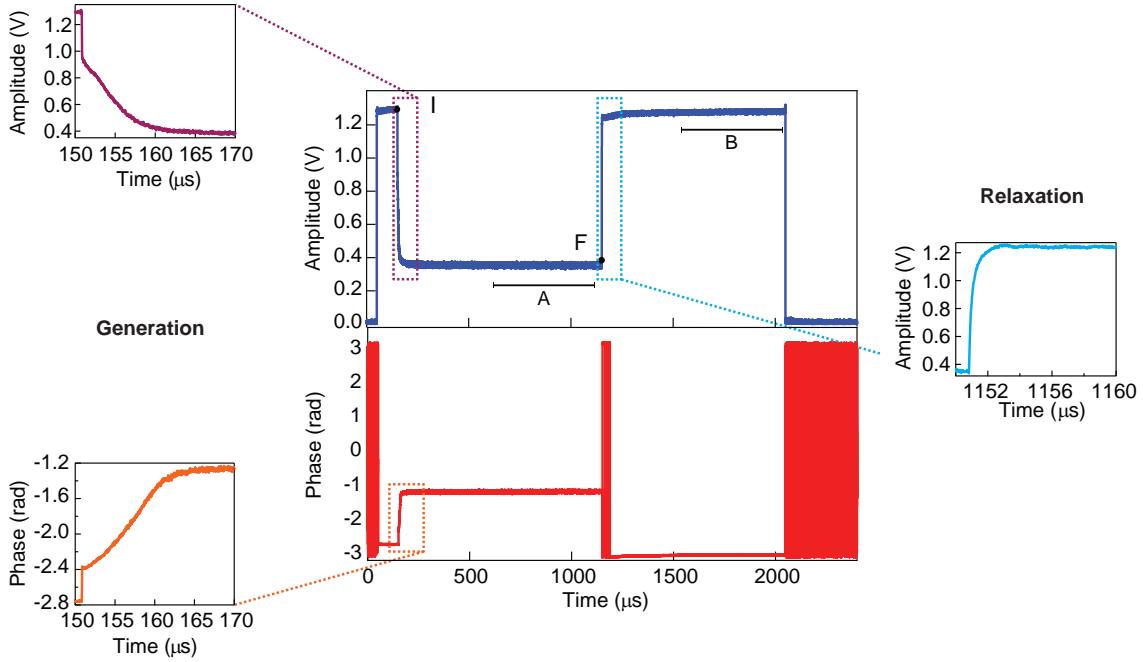 Amplitude (V)
1.2
1.0
0.8
0.6
0.4
150 155 160 165 170
Time (µs)
Amplitude (V)
1.2
1.0
0.8
0.6
0.4
0.2
0.0
I
F
A
B
Relaxation
Amplitude (V)
1.2
1.0
0.8
0.6
0.4
1152 1156 1160
Time (µs)
Generation
Phase (rad)
3
2
1
0
-1
-2
-3
0 500 1000 1500 2000
Time (µs)
Phase (rad)
-1.2
-1.6
-2.0
-2.4
-2.8
150 155 160 165 170
Time (µs)